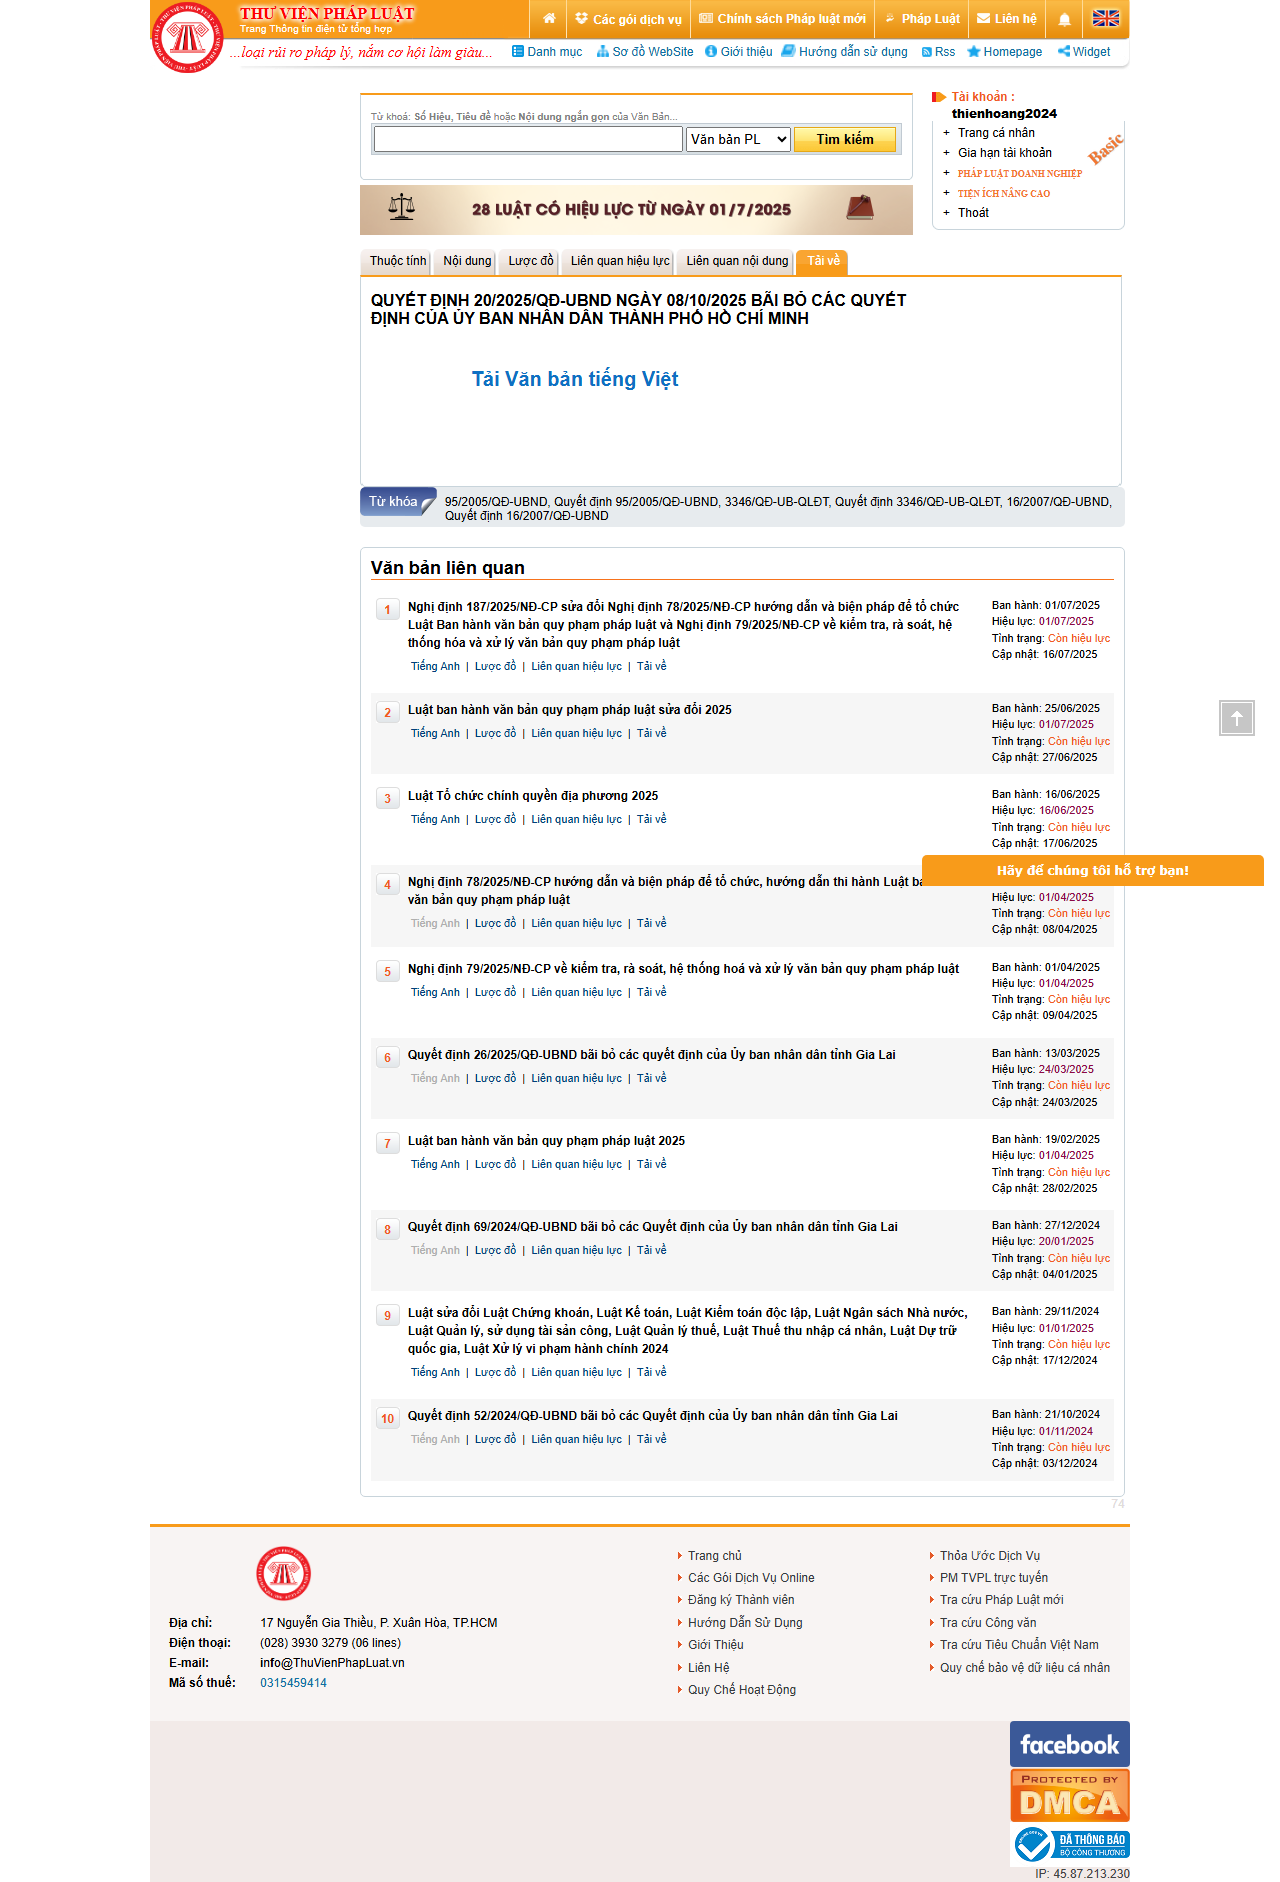 THƯ VIỆN PHÁP LUẬT
Trang Thông tin điện tử tổng hợp
Các gói dịch vụ
Chính sách Pháp luật mới
Pháp Luật
Liên hệ
...loại rủi ro pháp lý, nắm cơ hội làm giàu...
Danh mục
Sơ đồ WebSite
Giới thiệu
Hướng dẫn sử dụng
Rss
Homepage
Widget
Từ khoá: Số Hiệu, Tiêu đề hoặc Nội dung ngắn gọn của Văn Bản...
Văn bản PL
Tìm kiếm
28 LUẬT CÓ HIỆU LỰC TỪ NGÀY 01/7/2025
Tài khoản :
thienhoang2024
+ Trang cá nhân
+ Gia hạn tài khoản
+ PHÁP LUẬT DOANH NGHIỆP
+ TIỆN ÍCH NÂNG CAO
+ Thoát
Basic
Thuộc tính
Nội dung
Lược đồ
Liên quan hiệu lực
Liên quan nội dung
Tải về
QUYẾT ĐỊNH 20/2025/QĐ-UBND NGÀY 08/10/2025 BÃI BỎ CÁC QUYẾT
ĐỊNH CỦA ỦY BAN NHÂN DÂN THÀNH PHỐ HỒ CHÍ MINH
Tải Văn bản tiếng Việt
Từ khóa
95/2005/QĐ-UBND, Quyết định 95/2005/QĐ-UBND, 3346/QĐ-UB-QLĐT, Quyết định 3346/QĐ-UB-QLĐT, 16/2007/QĐ-UBND,
Quyết định 16/2007/QĐ-UBND
Văn bản liên quan
1
Nghị định 187/2025/NĐ-CP sửa đổi Nghị định 78/2025/NĐ-CP hướng dẫn và biện pháp để tổ chức
Luật Ban hành văn bản quy phạm pháp luật và Nghị định 79/2025/NĐ-CP về kiểm tra, rà soát, hệ
thống hóa và xử lý văn bản quy phạm pháp luật
Tiếng Anh | Lược đồ | Liên quan hiệu lực | Tải về
Ban hành: 01/07/2025
Hiệu lực: 01/07/2025
Tình trạng: Còn hiệu lực
Cập nhật: 16/07/2025
2
Luật ban hành văn bản quy phạm pháp luật sửa đổi 2025
Tiếng Anh | Lược đồ | Liên quan hiệu lực | Tải về
Ban hành: 25/06/2025
Hiệu lực: 01/07/2025
Tình trạng: Còn hiệu lực
Cập nhật: 27/06/2025
3
Luật Tổ chức chính quyền địa phương 2025
Tiếng Anh | Lược đồ | Liên quan hiệu lực | Tải về
Ban hành: 16/06/2025
Hiệu lực: 16/06/2025
Tình trạng: Còn hiệu lực
Cập nhật: 17/06/2025
Hãy để chúng tôi hỗ trợ bạn!
4
Nghị định 78/2025/NĐ-CP hướng dẫn và biện pháp để tổ chức, hướng dẫn thi hành Luật
văn bản quy phạm pháp luật
Tiếng Anh | Lược đồ | Liên quan hiệu lực | Tải về
Hiệu lực: 01/04/2025
Tình trạng: Còn hiệu lực
Cập nhật: 08/04/2025
5
Nghị định 79/2025/NĐ-CP về kiểm tra, rà soát, hệ thống hoá và xử lý văn bản quy phạm pháp luật
Tiếng Anh | Lược đồ | Liên quan hiệu lực | Tải về
Ban hành: 01/04/2025
Hiệu lực: 01/04/2025
Tình trạng: Còn hiệu lực
Cập nhật: 09/04/2025
6
Quyết định 26/2025/QĐ-UBND bãi bỏ các quyết định của Ủy ban nhân dân tỉnh Gia Lai
Tiếng Anh | Lược đồ | Liên quan hiệu lực | Tải về
Ban hành: 13/03/2025
Hiệu lực: 24/03/2025
Tình trạng: Còn hiệu lực
Cập nhật: 24/03/2025
7
Luật ban hành văn bản quy phạm pháp luật 2025
Tiếng Anh | Lược đồ | Liên quan hiệu lực | Tải về
Ban hành: 19/02/2025
Hiệu lực: 01/04/2025
Tình trạng: Còn hiệu lực
Cập nhật: 28/02/2025
8
Quyết định 69/2024/QĐ-UBND bãi bỏ các Quyết định của Ủy ban nhân dân tỉnh Gia Lai
Tiếng Anh | Lược đồ | Liên quan hiệu lực | Tải về
Ban hành: 27/12/2024
Hiệu lực: 20/01/2025
Tình trạng: Còn hiệu lực
Cập nhật: 04/01/2025
9
Luật sửa đổi Luật Chứng khoán, Luật Kế toán, Luật Kiểm toán độc lập, Luật Ngân sách Nhà nước,
Luật Quản lý, sử dụng tài sản công, Luật Quản lý thuế, Luật Thuế thu nhập cá nhân, Luật Dự trữ
quốc gia, Luật Xử lý vi phạm hành chính 2024
Tiếng Anh | Lược đồ | Liên quan hiệu lực | Tải về
Ban hành: 29/11/2024
Hiệu lực: 01/01/2025
Tình trạng: Còn hiệu lực
Cập nhật: 17/12/2024
10
Quyết định 52/2024/QĐ-UBND bãi bỏ các Quyết định của Ủy ban nhân dân tỉnh Gia Lai
Tiếng Anh | Lược đồ | Liên quan hiệu lực | Tải về
Ban hành: 21/10/2024
Hiệu lực: 01/11/2024
Tình trạng: Còn hiệu lực
Cập nhật: 03/12/2024
74
Địa chỉ: 17 Nguyễn Gia Thiều, P. Xuân Hòa, TP.HCM
Điện thoại: (028) 3930 3279 (06 lines)
E-mail: info@ThuVienPhapLuat.vn
Mã số thuế: 0315459414
Trang chủ
Các Gói Dịch Vụ Online
Đăng ký Thành viên
Hướng Dẫn Sử Dụng
Giới Thiệu
Liên Hệ
Quy Chế Hoạt Động
Thỏa Ước Dịch Vụ
PM TVPL trực tuyến
Tra cứu Pháp Luật mới
Tra cứu Công văn
Tra cứu Tiêu Chuẩn Việt Nam
Quy chế bảo vệ dữ liệu cá nhân
facebook
PROTECTED BY
DMCA
ĐÃ THÔNG BÁO
BỘ CÔNG THƯƠNG
IP: 45.87.213.230